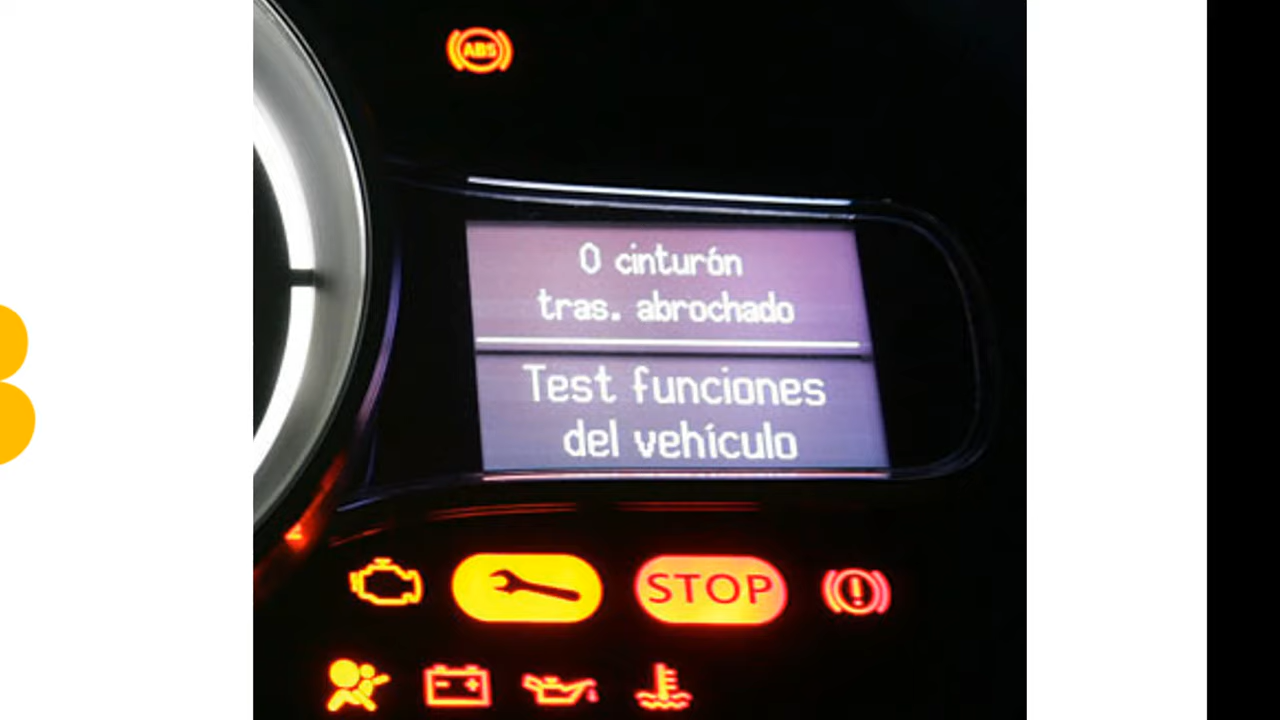 ABS
0 cinturón
tras. abrochado
Test funciones
del vehículo
STOP